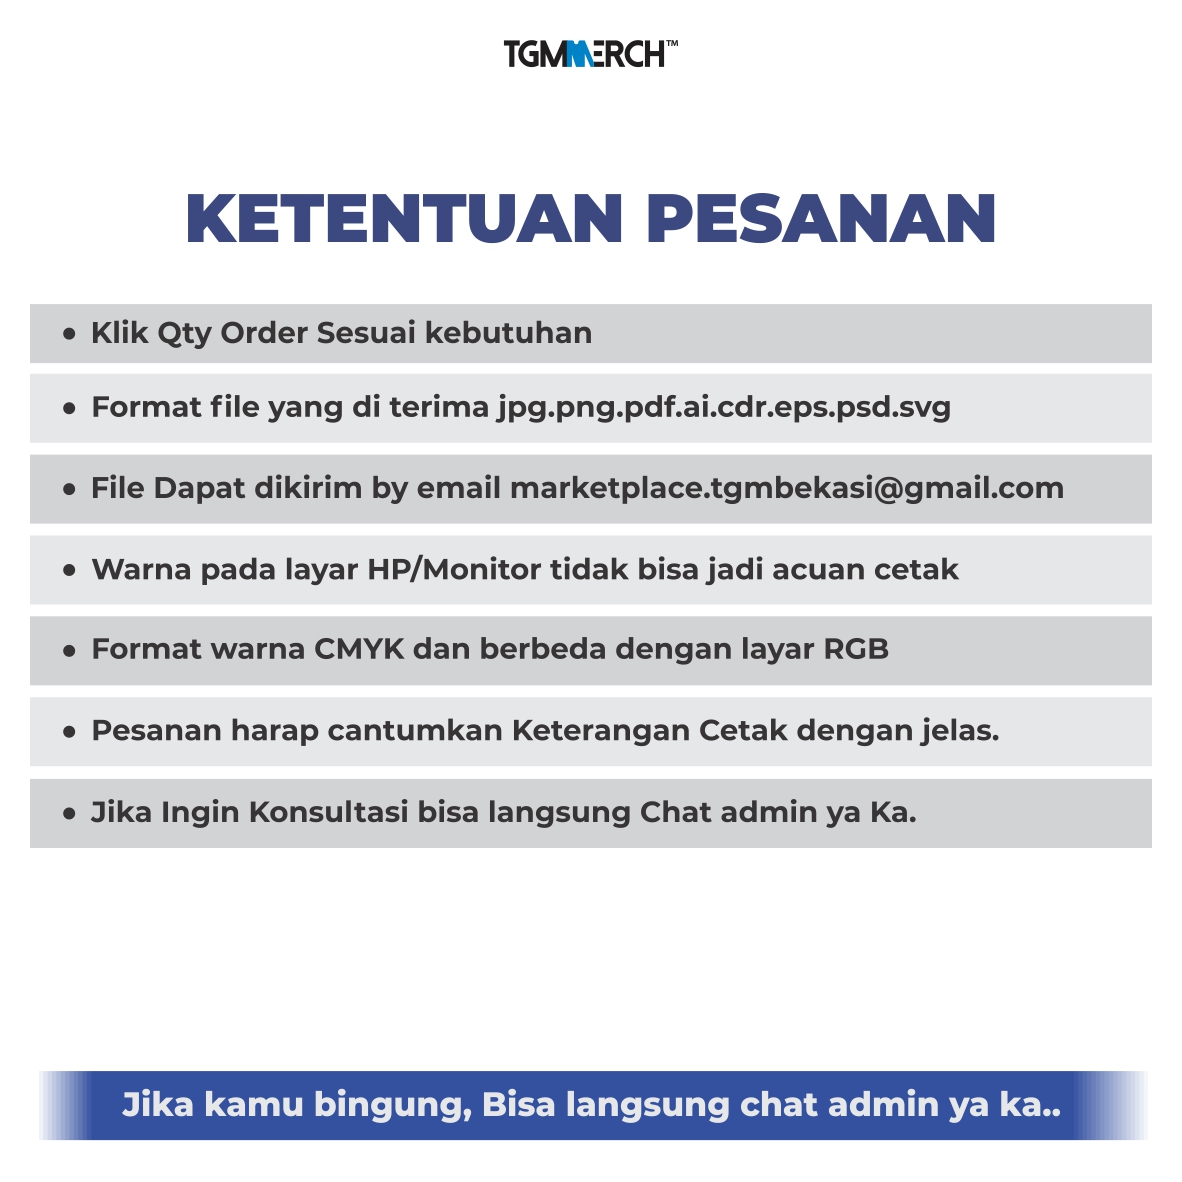 TGMMERCH™
KETENTUAN PESANAN
• Klik Qty Order Sesuai kebutuhan
• Format file yang di terima jpg.png.pdf.ai.cdr.eps.psd.svg
• File Dapat dikirim by email marketplace.tgmbekasi@gmail.com
• Warna pada layar HP/Monitor tidak bisa jadi acuan cetak
• Format warna CMYK dan berbeda dengan layar RGB
• Pesanan harap cantumkan Keterangan Cetak dengan jelas.
• Jika Ingin Konsultasi bisa langsung Chat admin ya Ka.
Jika kamu bingung, Bisa langsung chat admin ya ka..